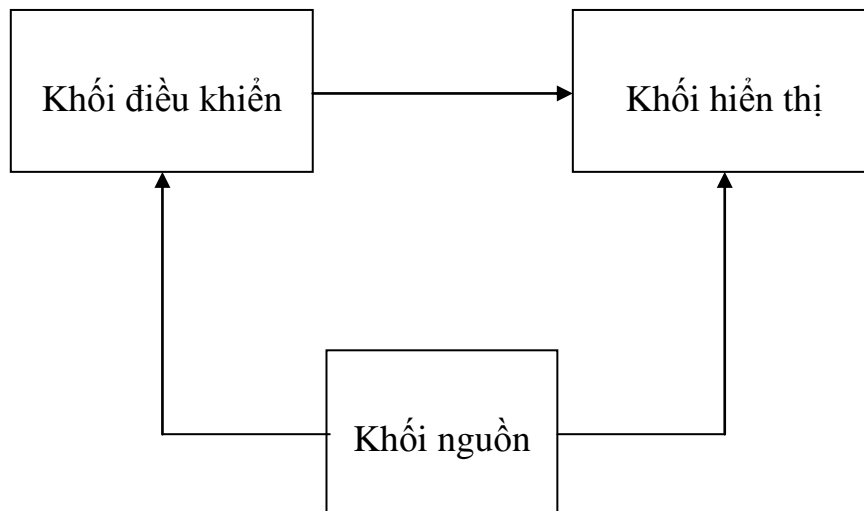 Khối điều khiển
Khối hiển thị
Khối nguồn